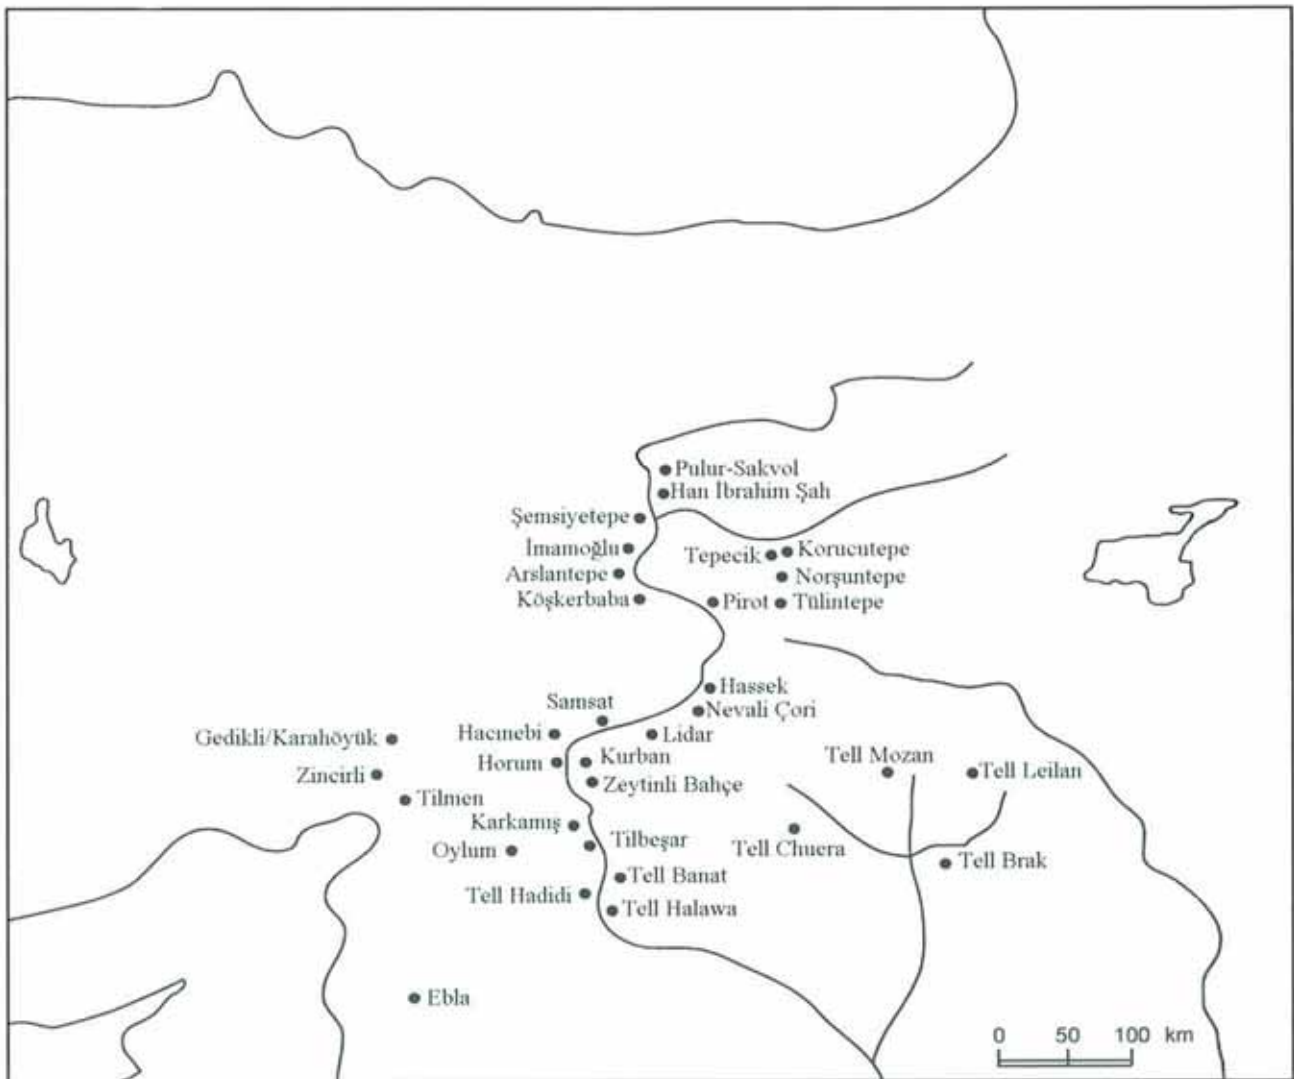 Pulur-Sakvol
Han İbrahim Şah
Şemsiyetepe
İmamoğlu
Tepecik
Korucutepe
Arslantepe
Norşuntepe
Köşkerbaba
Pirot
Tülintepe
Hassek
Samsat
Nevali Çori
Gedikli/Karahöyük
Hacınebi
Lidar
Horum
Kurban
Tell Mozan
Zincirli
Tell Leilan
Zeytinli Bahçe
Tilmen
Karkamış
Tilbeşar
Oylum
Tell Chuera
Tell Brak
Tell Banat
Tell Hadidi
Tell Halawa
Ebla
0 50 100 km